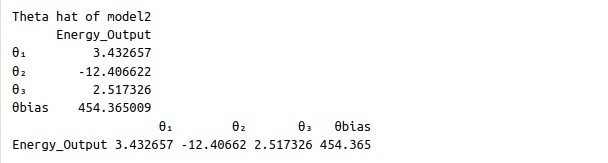 Theta hat of model2
Energy_Output
θ₁ 3.432657
θ₂ -12.406622
θ₃ 2.517326
θbias 454.365009
θ₁ θ₂ θ₃ θbias
Energy_Output 3.432657 -12.40662 2.517326 454.365